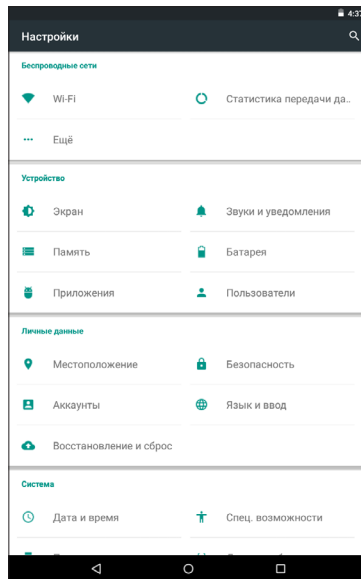 4:37
Настройки
Беспроводные сети
Wi-Fi
Статистика передачи да..
Ещё
Устройство
Экран
Звуки и уведомления
Память
Батарея
Приложения
Пользователи
Личные данные
Местоположение
Безопасность
Аккаунты
Язык и ввод
Восстановление и сброс
Система
Дата и время
Спец. возможности